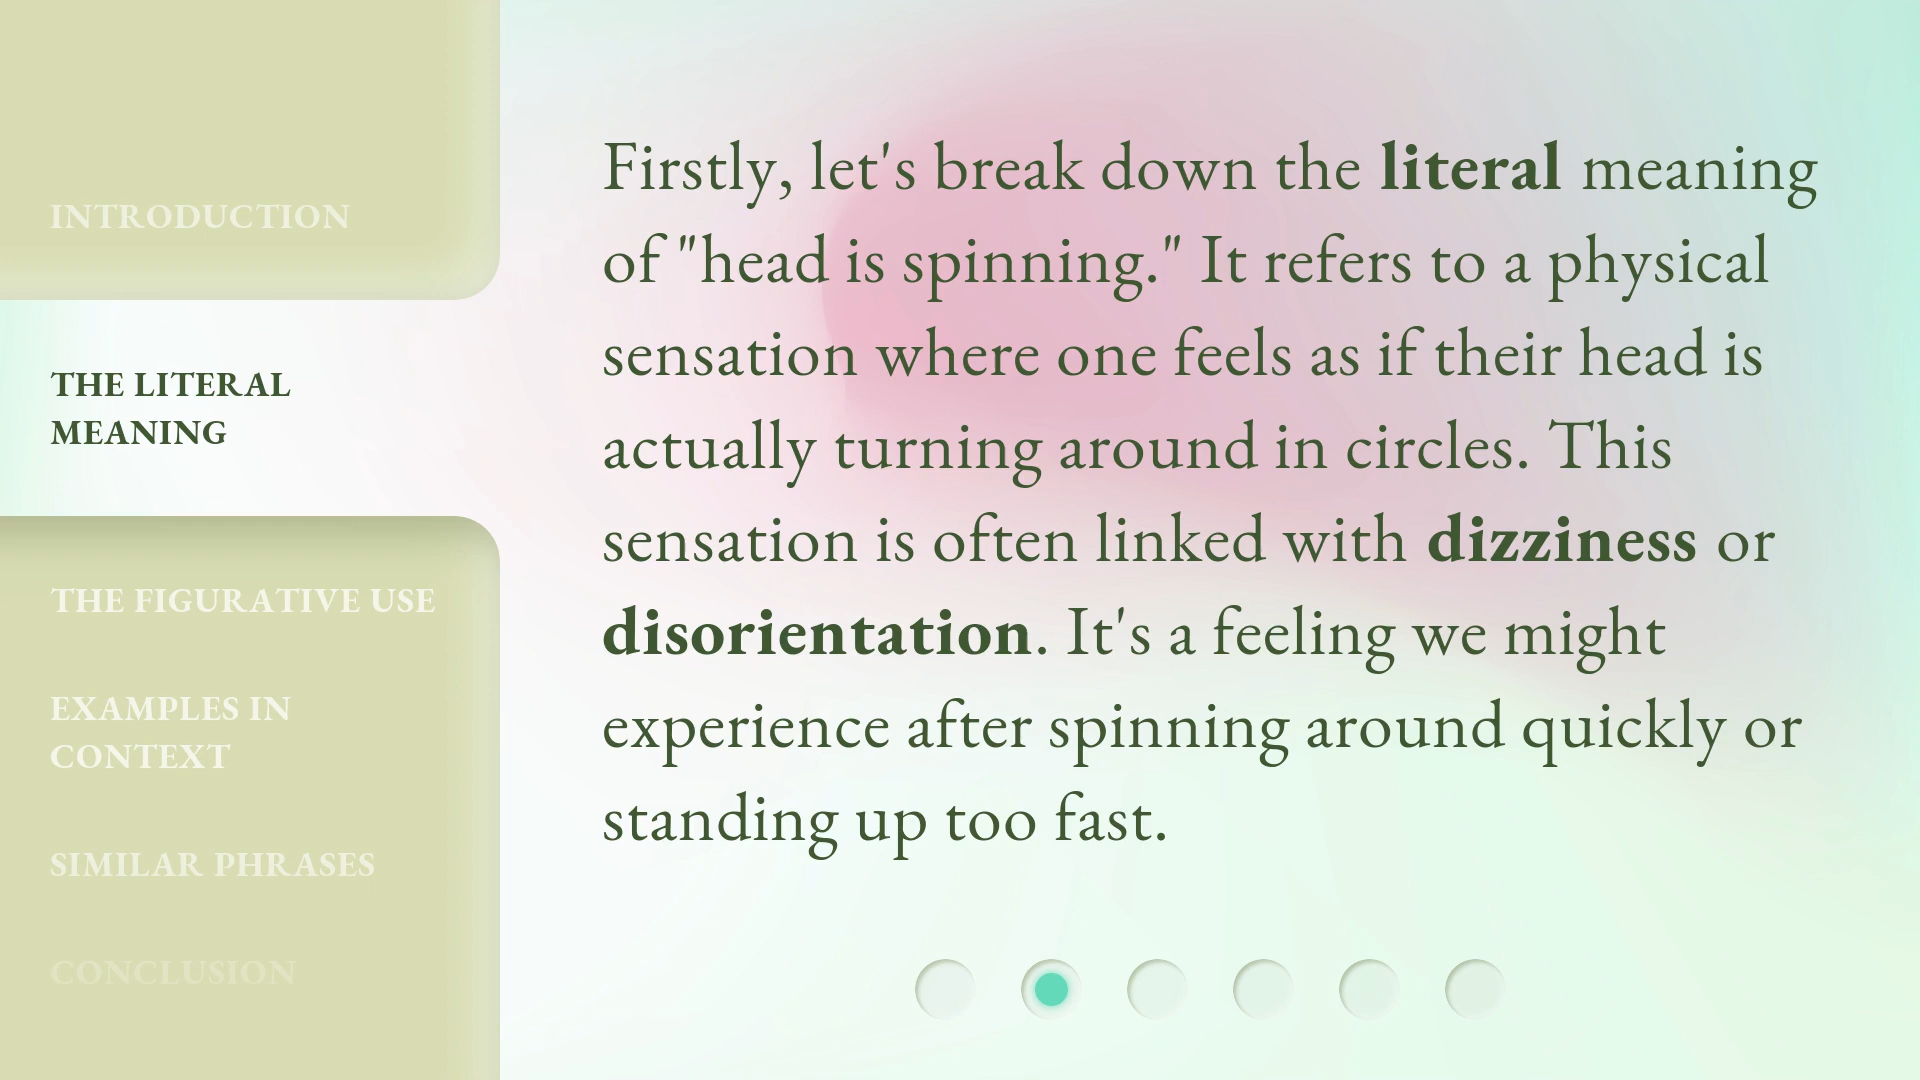 INTRODUCTION
THE LITERAL
MEANING
THE FIGURATIVE USE
EXAMPLES IN
CONTEXT
SIMILAR PHRASES
CONCLUSION
Firstly, let's break down the literal meaning
of "head is spinning." It refers to a physical
sensation where one feels as if their head is
actually turning around in circles. This
sensation is often linked with dizziness or
disorientation. It's a feeling we might
experience after spinning around quickly or
standing up too fast.